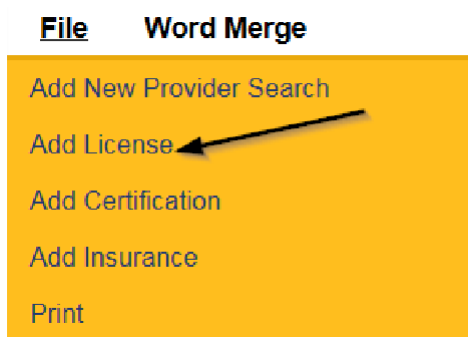 File Word Merge
Add New Provider Search
Add License
Add Certification
Add Insurance
Print